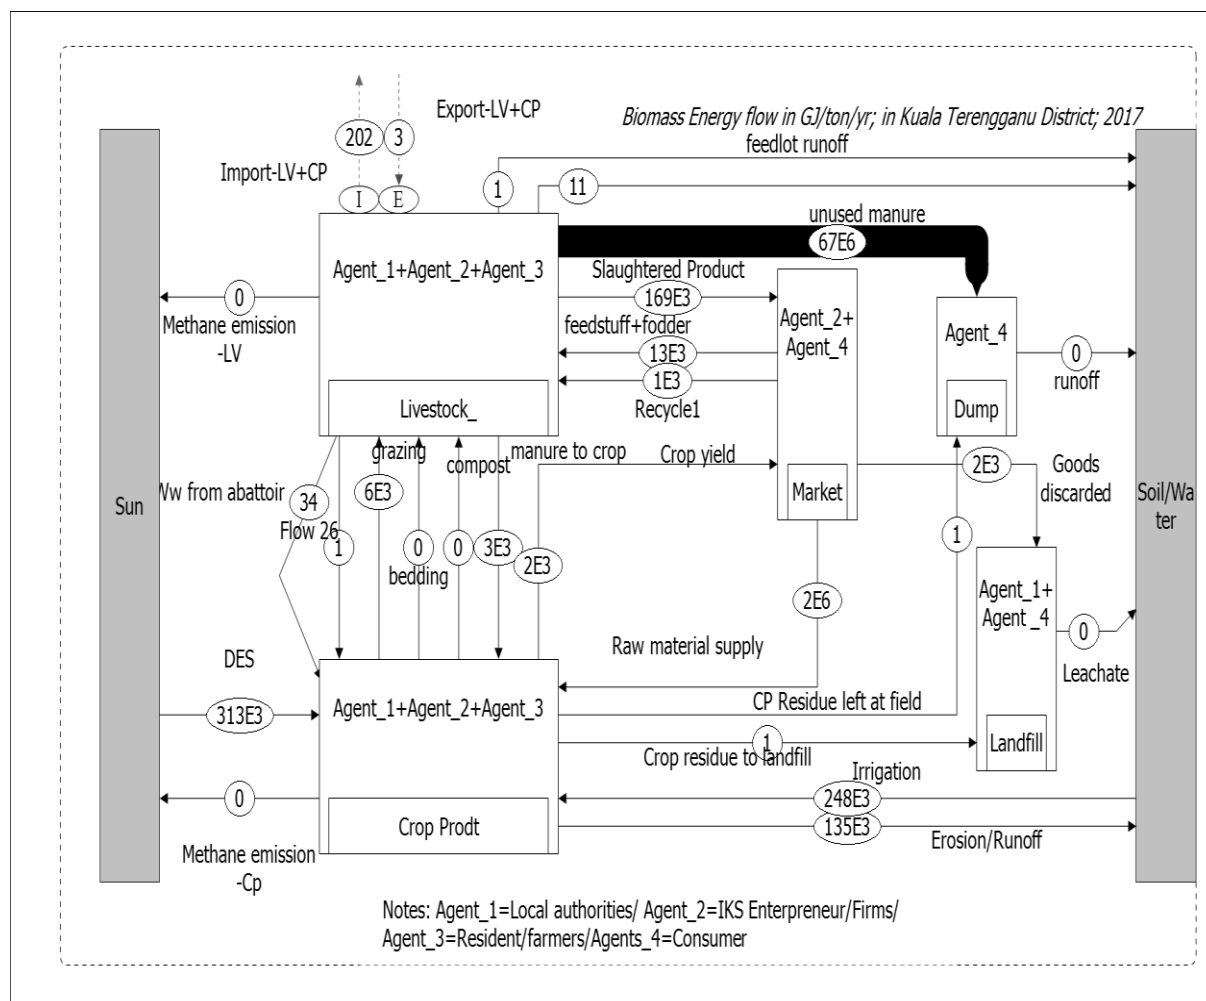 Export-LV+CP
Biomass Energy flow in GJ/ton/yr; in Kuala Terengganu District; 2017
202
3
feedlot runoff
Import-LV+CP
1
11
I
E
unused manure
67E6
Agent_1+Agent_2+Agent_3
Slaughtered Product
0
169E3
Methane emission
-LV
feedstuff+fodder
13E3
1E3
Recycle1
Agent_2+
Agent_4
Agent_4
0
runoff
Livestock_
Dump
grazing
compost
manure to crop
Crop yield
2E3
Goods
discarded
Market
Sun
Soil/Wa
ter
Ww from abattoir
34
6E3
Flow 26
1
0
0
3E3
2E3
1
bedding
2E6
Agent_1+
Agent _4
0
Leachate
DES
Raw material supply
313E3
Agent_1+Agent_2+Agent_3
CP Residue left at field
1
Crop residue to landfill
Landfill
Irrigation
0
248E3
Crop Prodt
135E3
Erosion/Runoff
Methane emission
-Cp
Notes: Agent_1=Local authorities/ Agent_2=IKS Enterpreneur/Firms/
Agent_3=Resident/farmers/Agents_4=Consumer